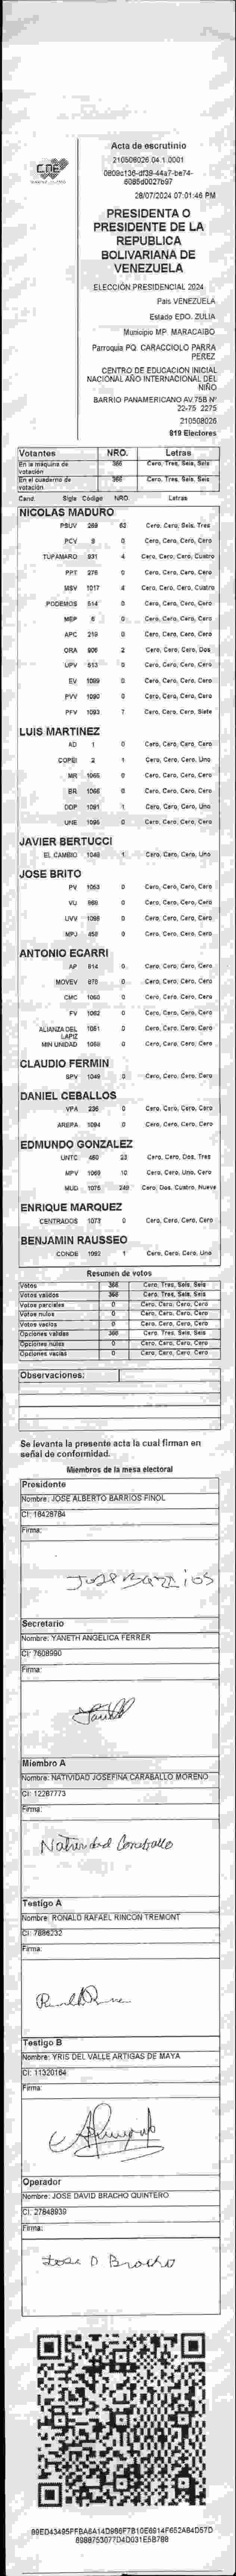 CNE
Acta de escrutinio
210508026.04.1.0001
0809c136-df39-44a7-be74-
6085d0027b97
28/07/2024 07:01:46 PM
PRESIDENTA O
PRESIDENTE DE LA
REPUBLICA
BOLIVARIANA DE
VENEZUELA
ELECCIÓN PRESIDENCIAL 2024
País VENEZUELA
Estado EDO. ZULIA
Municipio MP. MARACAIBO
Parroquia PQ. CARACCIOLO PARRA
PEREZ
CENTRO DE EDUCACIÓN INICIAL
NACIONAL AÑO INTERNACIONAL DEL
NIÑO
BARRIO PANAMERICANO AV.75B Nº
22-75 2275
210508026
819 Electores
Votantes NRO. Letras
En la máquina de votación 366 Cero, Tres, Seis, Seis
En el cuaderno de votación 366 Cero, Tres, Seis, Seis
Cand. Sigla Código NRO. Letras
NICOLAS MADURO
PSUV 269 63 Cero, Cero, Seis, Tres
PCV 9 0 Cero, Cero, Cero, Cero
TUPAMARO 931 4 Cero, Cero, Cero, Cuatro
PPT 276 0 Cero, Cero, Cero, Cero
MSV 1017 4 Cero, Cero, Cero, Cuatro
PODEMOS 514 0 Cero, Cero, Cero, Cero
MEP 6 0 Cero, Cero, Cero, Cero
APC 219 0 Cero, Cero, Cero, Cero
ORA 906 2 Cero, Cero, Cero, Dos
UPV 613 0 Cero, Cero, Cero, Cero
EV 1089 0 Cero, Cero, Cero, Cero
PVV 1090 0 Cero, Cero, Cero, Cero
PFV 1093 7 Cero, Cero, Cero, Siete
LUIS MARTINEZ
AD 1 0 Cero, Cero, Cero, Cero
COPEI 2 1 Cero, Cero, Cero, Uno
MR 1065 0 Cero, Cero, Cero, Cero
BR 1066 0 Cero, Cero, Cero, Cero
DDP 1091 1 Cero, Cero, Cero, Uno
UNE 1095 0 Cero, Cero, Cero, Cero
JAVIER BERTUCCI
EL CAMBIO 1048 1 Cero, Cero, Cero, Uno
JOSE BRITO
PV 1053 0 Cero, Cero, Cero, Cero
VU 868 0 Cero, Cero, Cero, Cero
UVV 1098 0 Cero, Cero, Cero, Cero
MPJ 458 0 Cero, Cero, Cero, Cero
ANTONIO ECARRI
AP 814 0 Cero, Cero, Cero, Cero
MOVEV 878 0 Cero, Cero, Cero, Cero
CMC 1060 0 Cero, Cero, Cero, Cero
FV 1062 0 Cero, Cero, Cero, Cero
ALIANZA DEL LAPIZ 1051 0 Cero, Cero, Cero, Cero
MIN UNIDAD 1058 0 Cero, Cero, Cero, Cero
CLAUDIO FERMIN
SPV 1049 0 Cero, Cero, Cero, Cero
DANIEL CEBALLOS
VPA 236 0 Cero, Cero, Cero, Cero
AREPA 1094 0 Cero, Cero, Cero, Cero
EDMUNDO GONZALEZ
UNTC 460 23 Cero, Cero, Dos, Tres
MPV 1069 10 Cero, Cero, Uno, Cero
MUD 1075 249 Cero, Dos, Cuatro, Nueve
ENRIQUE MARQUEZ
CENTRADOS 1073 0 Cero, Cero, Cero, Cero
BENJAMIN RAUSSEO
CONDE 1992 1 Cero, Cero, Cero, Uno
Resumen de votos
Votos 366 Cero, Tres, Seis, Seis
Votos válidos 366 Cero, Tres, Seis, Seis
Votos parciales 0 Cero, Cero, Cero, Cero
Votos nulos 0 Cero, Cero, Cero, Cero
Votos vacíos 0 Cero, Cero, Cero, Cero
Opciones válidas 366 Cero, Tres, Seis, Seis
Opciones nulas 0 Cero, Cero, Cero, Cero
Opciones vacías 0 Cero, Cero, Cero, Cero
Observaciones:
Se levanta la presente acta la cual firman en
señal de conformidad.
Miembros de la mesa electoral
Presidente
Nombre: JOSE ALBERTO BARRIOS FINOL
CI: 18428784
Firma:
Jose Barrios
Secretario
Nombre: YANETH ANGELICA FERRER
CI: 7608990
Firma:
Miembro A
Nombre: NATIVIDAD JOSEFINA CARABALLO MORENO
CI: 12287773
Firma:
Natividad Caraballo
Testigo A
Nombre: RONALD RAFAEL RINCON TREMONT
CI: 7886232
Firma:
Testigo B
Nombre: YRIS DEL VALLE ARTIGAS DE MAYA
CI: 11320164
Firma:
Operador
Nombre: JOSE DAVID BRACHO QUINTERO
CI: 27848939
Firma:
Jose D Bracho
89ED43495FFBA6A14D986F7B10E6914F652A84D57D
8988753077D4D031E5B788